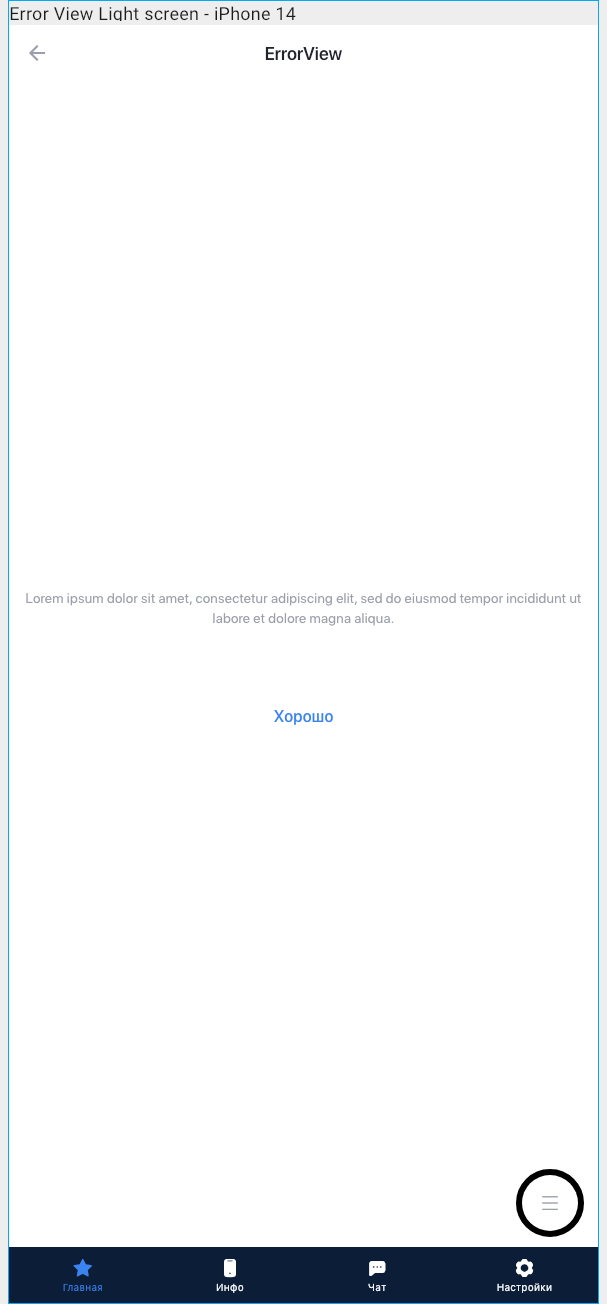 Error View Light screen - iPhone 14
ErrorView
Lorem ipsum dolor sit amet, consectetur adipiscing elit, sed do eiusmod tempor incididunt ut
labore et dolore magna aliqua.
Хорошо
Главная
Инфо
Чат
Настройки